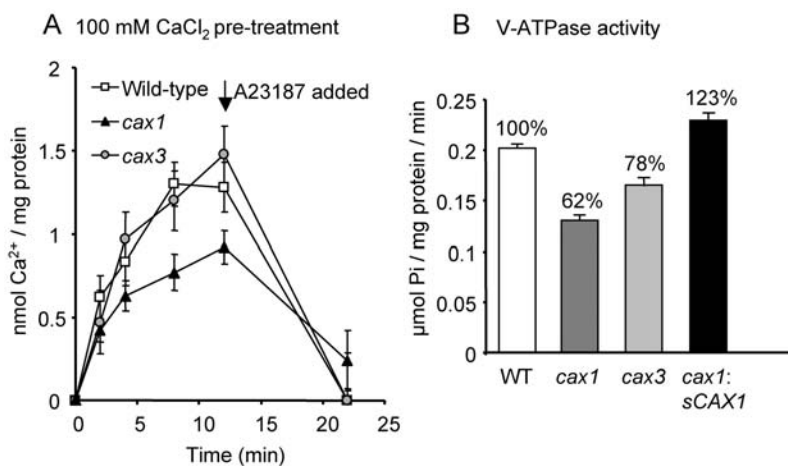 A 100 mM CaCl₂ pre-treatment
2
1.5
1
0.5
0
nmol Ca²⁺ / mg protein
Wild-type
cax1
cax3
A23187 added
0 5 10 15 20 25
Time (min)
B V-ATPase activity
0.25
0.2
0.15
0.1
0.05
0
µmol Pi / mg protein / min
100%
62%
78%
123%
WT cax1 cax3 cax1:
sCAX1